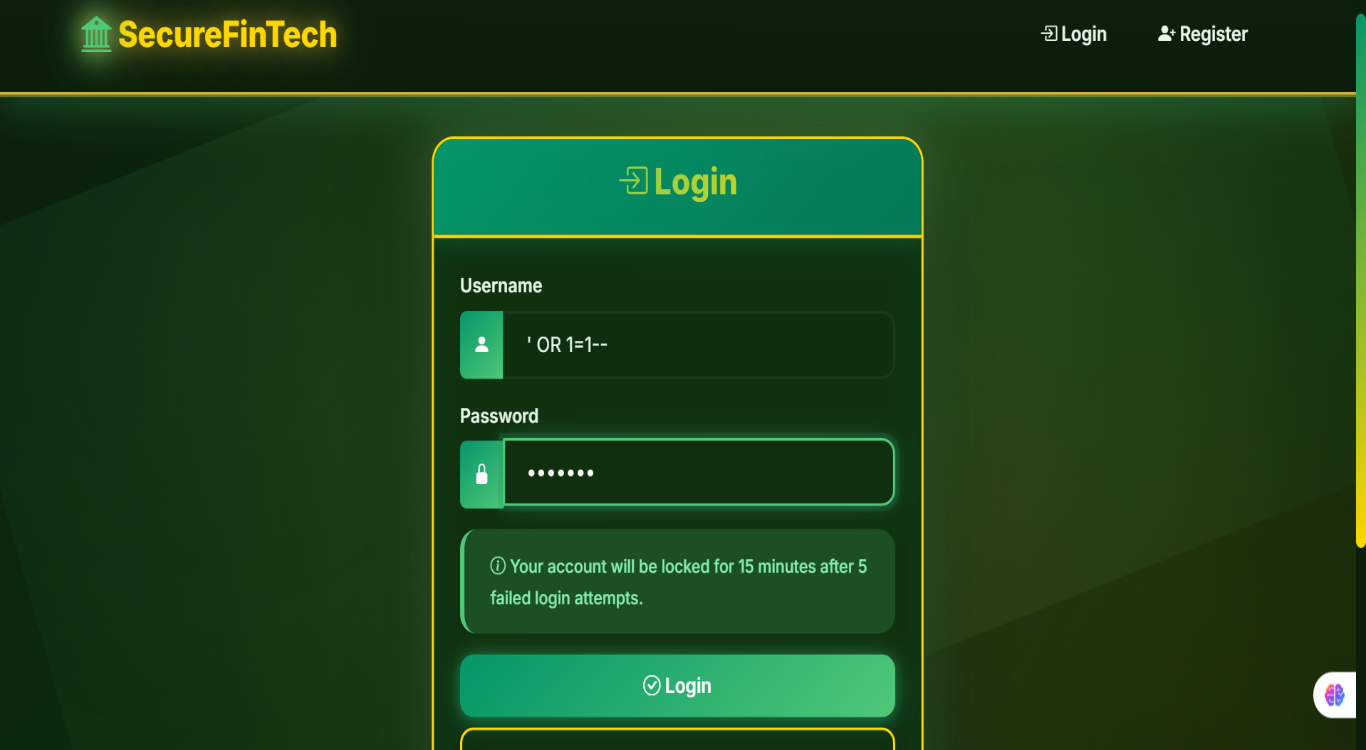 SecureFinTech
Login
Register
Login
Username
' OR 1=1--
Password
•••••••
Your account will be locked for 15 minutes after 5
failed login attempts.
Login